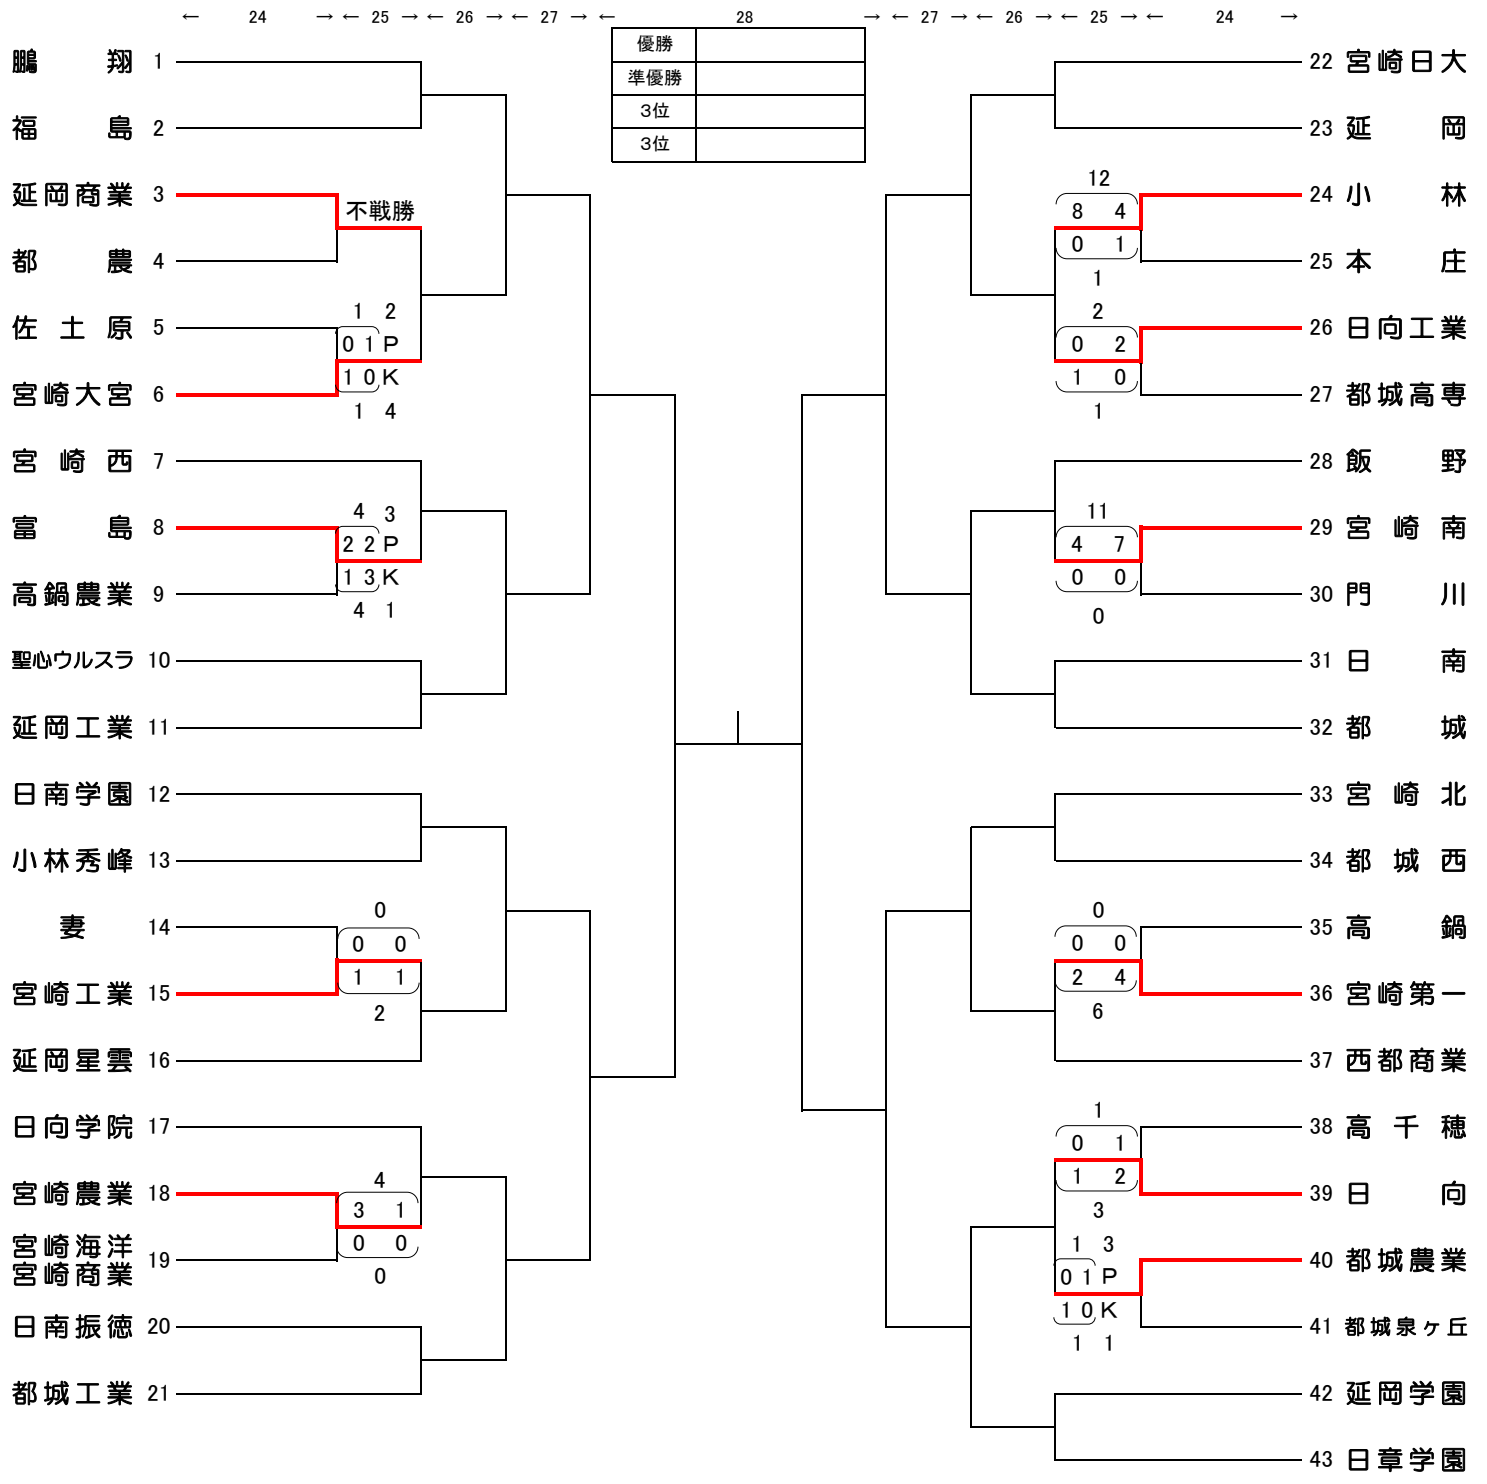 ← 24 → ← 25 → ← 26 → ← 27 → ← 28 → ← 27 → ← 26 → ← 25 → ← 24 →
優勝
準優勝
3位
3位
鵬翔 1
福島 2
延岡商業 3
不戦勝
都農 4
佐土原 5
1 2
0 1 P
1 0 K
1 4
宮崎大宮 6
宮崎西 7
富島 8
4 3
2 2 P
1 3 K
4 1
高鍋農業 9
聖心ウルスラ 10
延岡工業 11
日南学園 12
小林秀峰 13
妻 14
0
0 0
1 1
2
宮崎工業 15
延岡星雲 16
日向学院 17
宮崎農業 18
4
3 1
0 0
0
宮崎海洋
宮崎商業 19
日南振徳 20
都城工業 21
22 宮崎日大
23 延岡
12
8 4
0 1
1
24 小林
25 本庄
2
0 2
1 0
1
26 日向工業
27 都城高専
28 飯野
11
4 7
0 0
0
29 宮崎南
30 門川
31 日南
32 都城
33 宮崎北
34 都城西
0
0 0
2 4
6
35 高鍋
36 宮崎第一
37 西都商業
1
0 1
1 2
3
38 高千穂
39 日向
1 3
0 1 P
1 0 K
1 1
40 都城農業
41 都城泉ヶ丘
42 延岡学園
43 日章学園